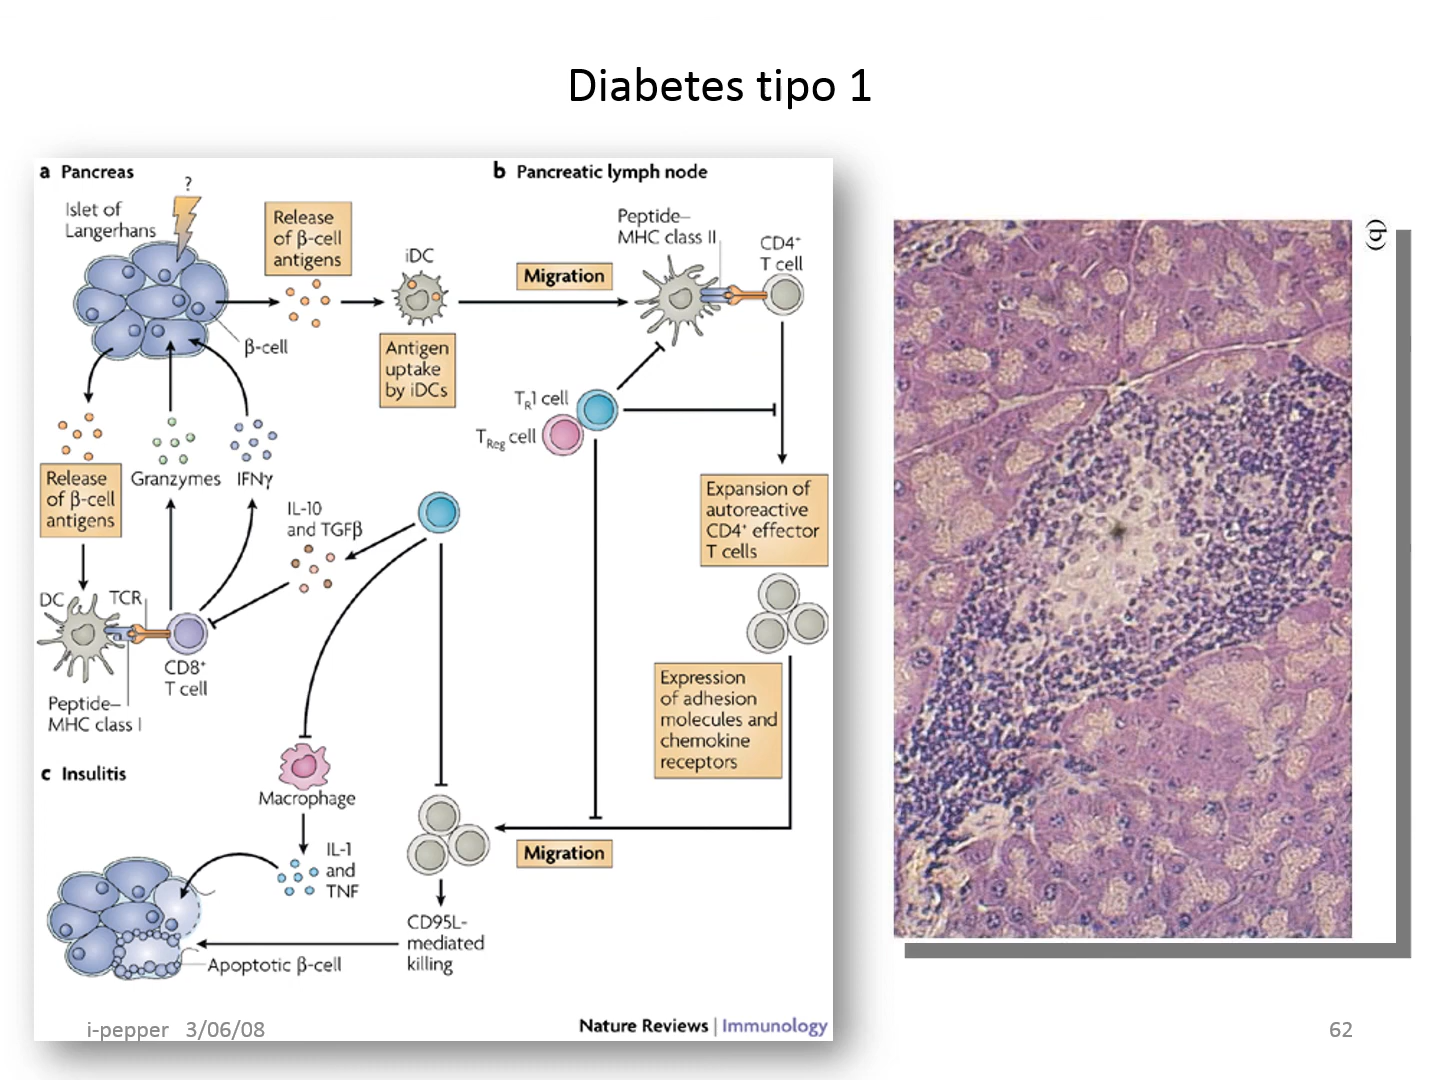 Diabetes tipo 1
a Pancreas
?
Islet of
Langerhans
Release
of β-cell
antigens
iDC
Antigen
uptake
by iDCs
β-cell
Release
of β-cell
antigens
Granzymes
IFNγ
IL-10
and TGFβ
DC
TCR
CD8⁺
T cell
Peptide–
MHC class I
b Pancreatic lymph node
Migration
Peptide–
MHC class II
CD4⁺
T cell
T_R1 cell
T_Reg cell
Expansion of
autoreactive
CD4⁺ effector
T cells
Expression
of adhesion
molecules and
chemokine
receptors
Migration
c Insulitis
Macrophage
IL-1
and
TNF
CD95L-
mediated
killing
Apoptotic β-cell
Nature Reviews | Immunology
(b)
i-pepper 3/06/08
62